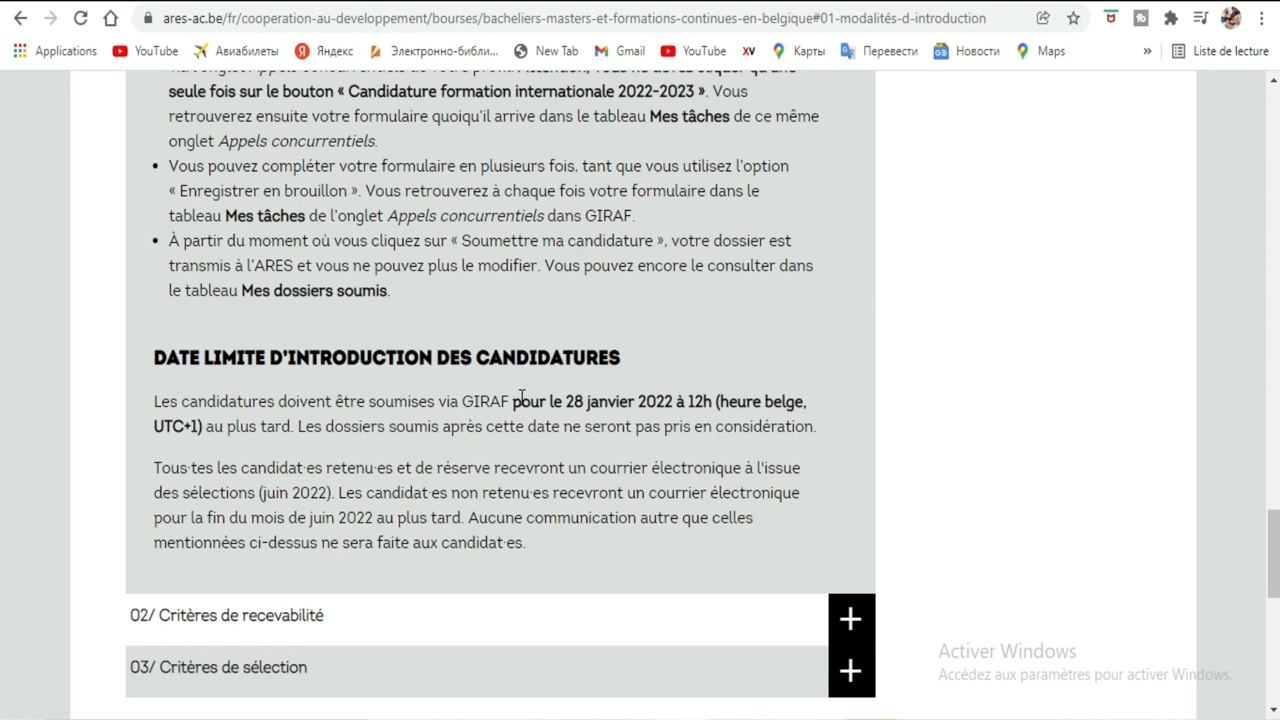 ares-ac.be/fr/cooperation-au-developpement/bourses/bacheliers-masters-et-formations-continues-en-belgique#01-modalités-d-introduction
Applications YouTube Авиабилеты Яндекс Электронно-библи... New Tab Gmail YouTube XV Карты Перевести Новости Maps » Liste de lecture
seule fois sur le bouton « Candidature formation internationale 2022-2023 ». Vous
retrouverez ensuite votre formulaire quoiqu'il arrive dans le tableau Mes tâches de ce même
onglet Appels concurrentiels.
• Vous pouvez compléter votre formulaire en plusieurs fois, tant que vous utilisez l'option
« Enregistrer en brouillon ». Vous retrouverez à chaque fois votre formulaire dans le
tableau Mes tâches de l'onglet Appels concurrentiels dans GIRAF.
• À partir du moment où vous cliquez sur « Soumettre ma candidature », votre dossier est
transmis à l'ARES et vous ne pouvez plus le modifier. Vous pouvez encore le consulter dans
le tableau Mes dossiers soumis.
DATE LIMITE D'INTRODUCTION DES CANDIDATURES
Les candidatures doivent être soumises via GIRAF pour le 28 janvier 2022 à 12h (heure belge,
UTC+1) au plus tard. Les dossiers soumis après cette date ne seront pas pris en considération.
Tous·tes les candidat·es retenu·es et de réserve recevront un courrier électronique à l'issue
des sélections (juin 2022). Les candidat·es non retenu·es recevront un courrier électronique
pour la fin du mois de juin 2022 au plus tard. Aucune communication autre que celles
mentionnées ci-dessus ne sera faite aux candidat·es.
02/ Critères de recevabilité +
03/ Critères de sélection +
Activer Windows
Accédez aux paramètres pour activer Windows.